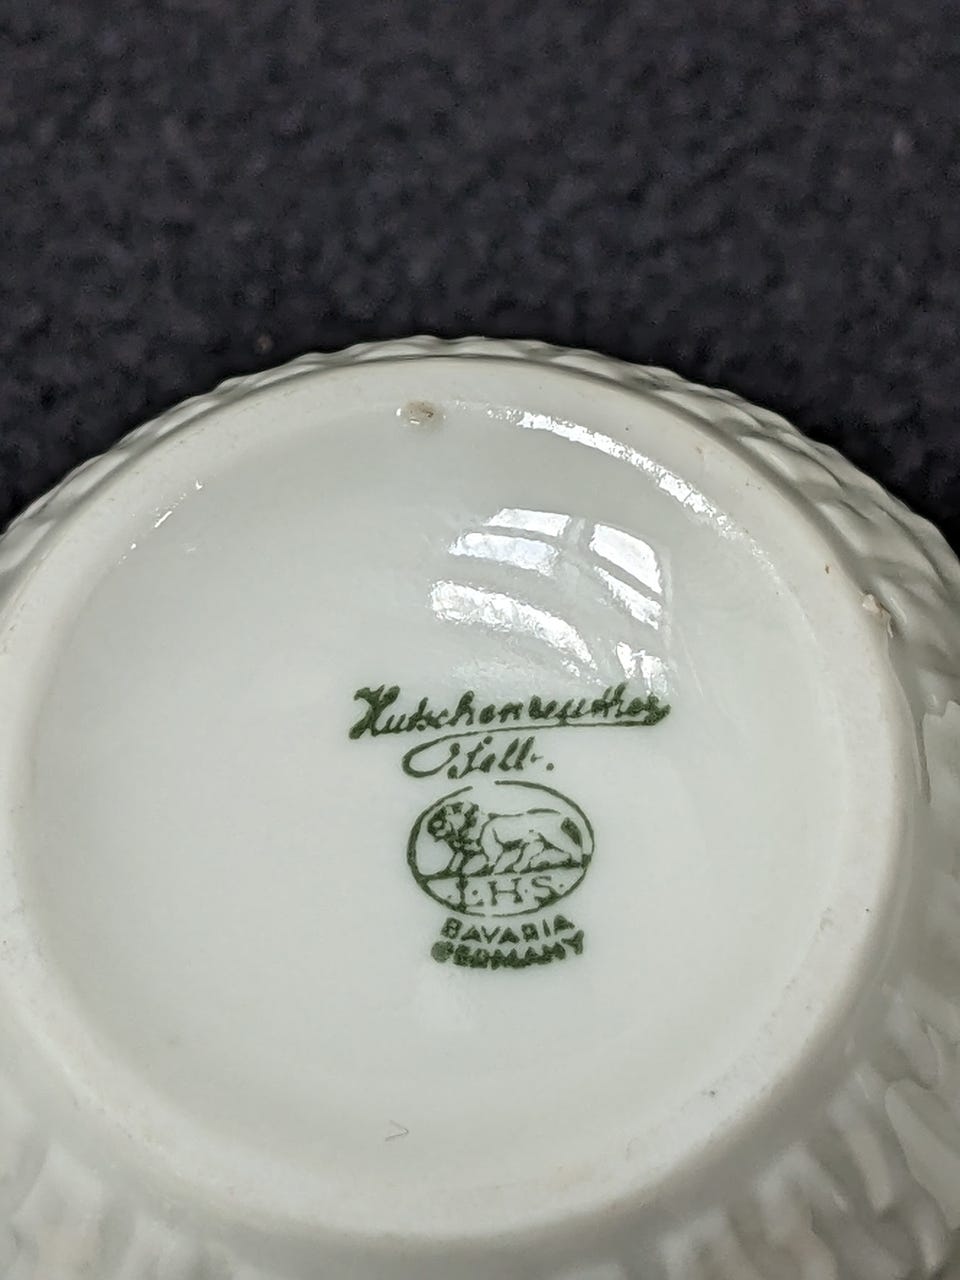 Hutschenreuther
Selb.
L.H.S.
BAVARIA
GERMANY